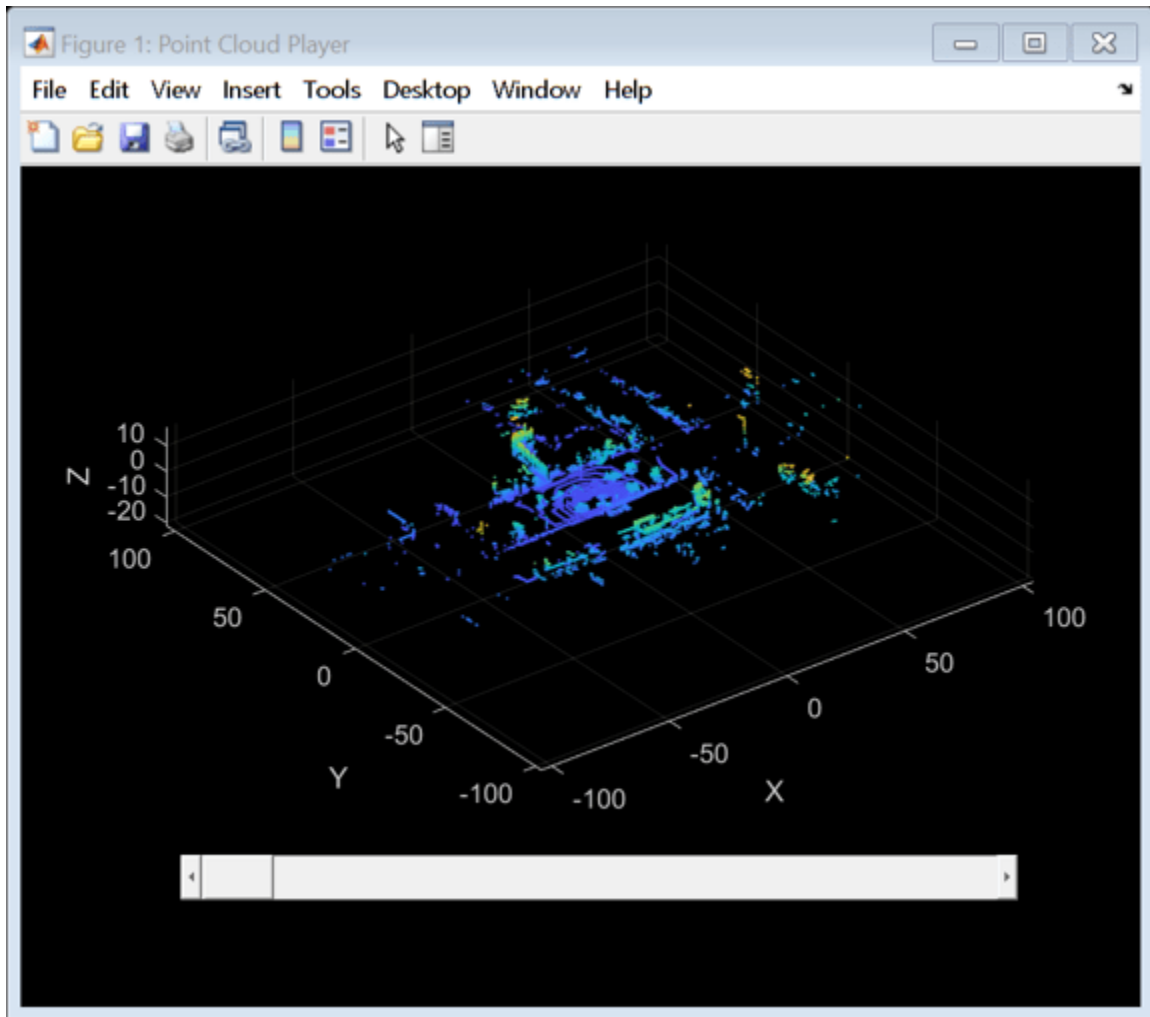 Figure 1: Point Cloud Player
File Edit View Insert Tools Desktop Window Help
10
0
-10
-20
Z
100
50
0
-50
-100
Y
-100
-50
0
50
100
X